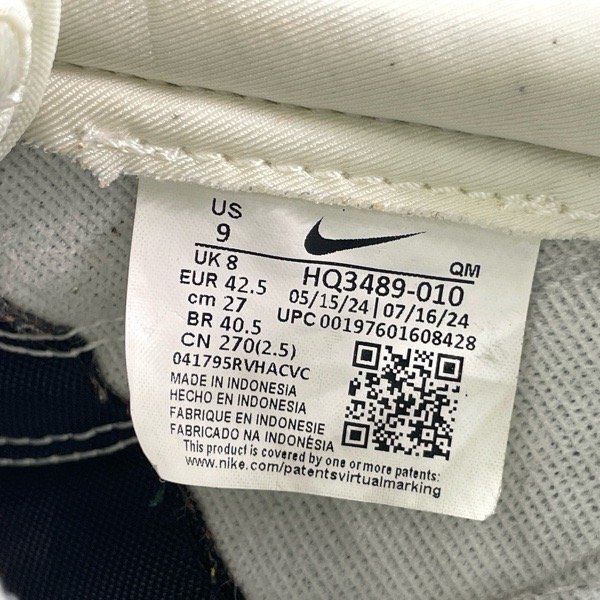 US
9
UK 8
EUR 42.5
cm 27
BR 40.5
CN 270(2.5)
041795RVHACVC
QM
HQ3489-010
05/15/24 | 07/16/24
UPC 00197601608428
MADE IN INDONESIA
HECHO EN INDONESIA
FABRIQUE EN INDONESIE
FABRICADO NA INDONÉSIA
This product is covered by one or more patents:
www.nike.com/patentsvirtualmarking